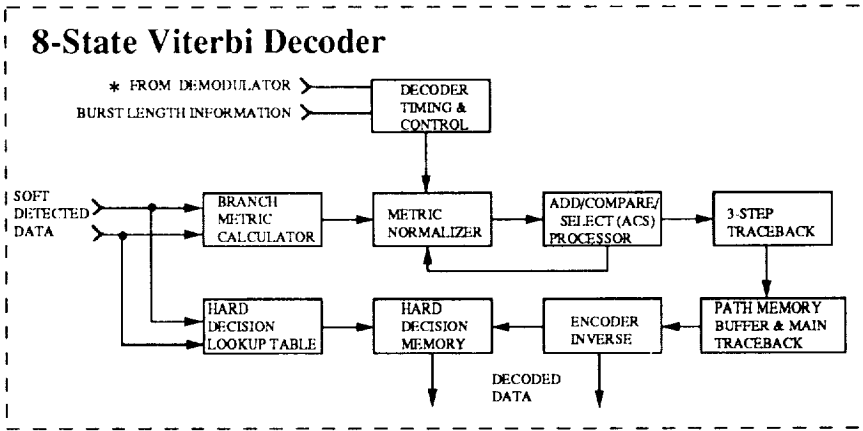 8-State Viterbi Decoder
* FROM DEMODULATOR
BURST LENGTH INFORMATION
DECODER
TIMING &
CONTROL
SOFT
DETECTED
DATA
BRANCH
METRIC
CALCULATOR
METRIC
NORMALIZER
ADD/COMPARE/
SELECT (ACS)
PROCESSOR
3-STEP
TRACEBACK
HARD
DECISION
LOOKUP TABLE
HARD
DECISION
MEMORY
ENCODER
INVERSE
PATH MEMORY
BUFFER & MAIN
TRACEBACK
DECODED
DATA